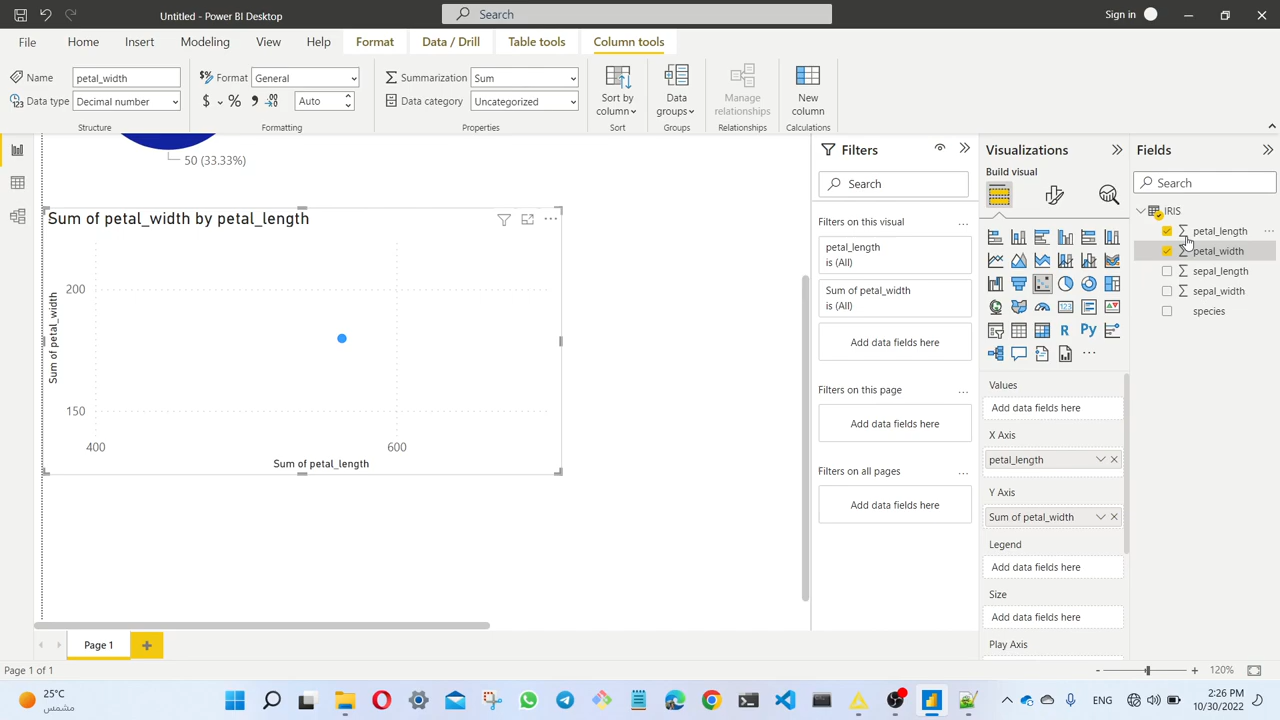 Untitled - Power BI Desktop
Search
Sign in
File
Home
Insert
Modeling
View
Help
Format
Data / Drill
Table tools
Column tools
Name
petal_width
Data type
Decimal number
Structure
Format
General
$
%
Auto
Formatting
Summarization
Sum
Data category
Uncategorized
Properties
Sort by
column
Sort
Data
groups
Groups
Manage
relationships
Relationships
New
column
Calculations
50 (33.33%)
Sum of petal_width by petal_length
Sum of petal_width
200
150
400
600
Sum of petal_length
Filters
Search
Filters on this visual
petal_length
is (All)
Sum of petal_width
is (All)
Add data fields here
Filters on this page
Add data fields here
Filters on all pages
Add data fields here
Visualizations
Build visual
R
Py
Values
Add data fields here
X Axis
petal_length
Y Axis
Sum of petal_width
Legend
Add data fields here
Size
Add data fields here
Play Axis
Fields
Search
IRIS
petal_length
petal_width
sepal_length
sepal_width
species
Page 1
Page 1 of 1
- + 120%
25°C
مشمس
ENG
2:26 PM
10/30/2022